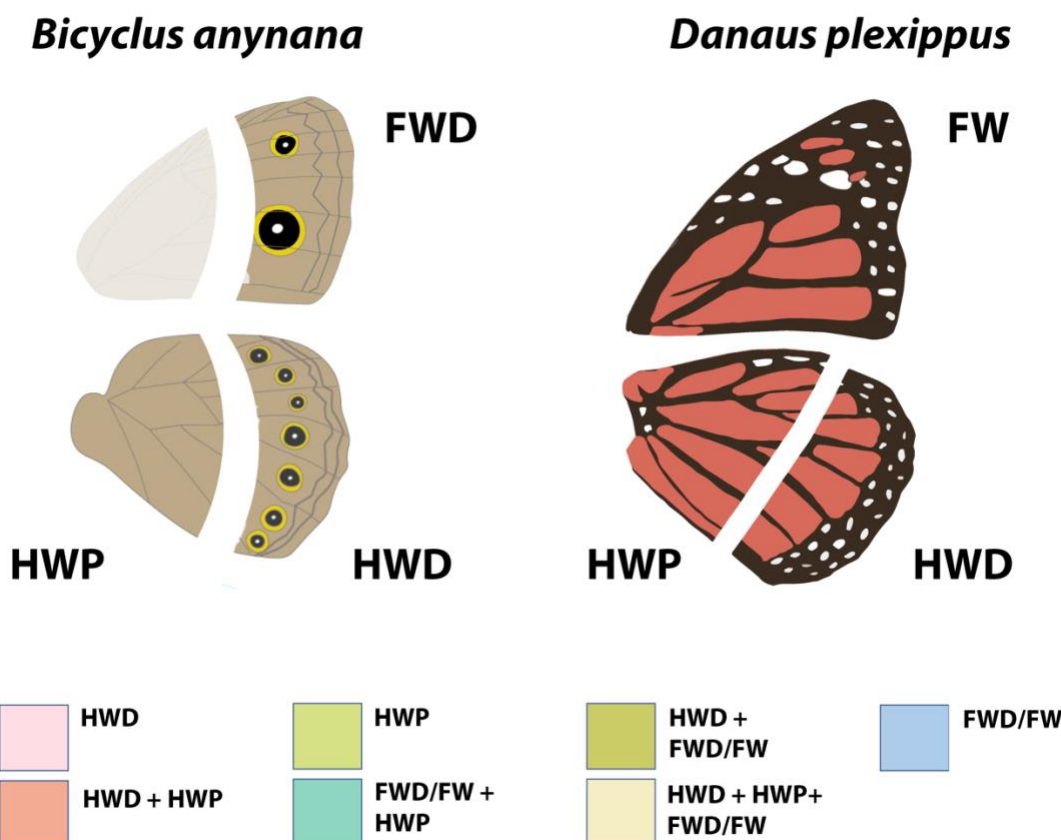 Bicyclus anynana
Danaus plexippus
FWD
FW
HWP
HWD
HWP
HWD
HWD
HWP
HWD +
FWD/FW
FWD/FW
HWD + HWP
FWD/FW +
HWP
HWD + HWP+
FWD/FW